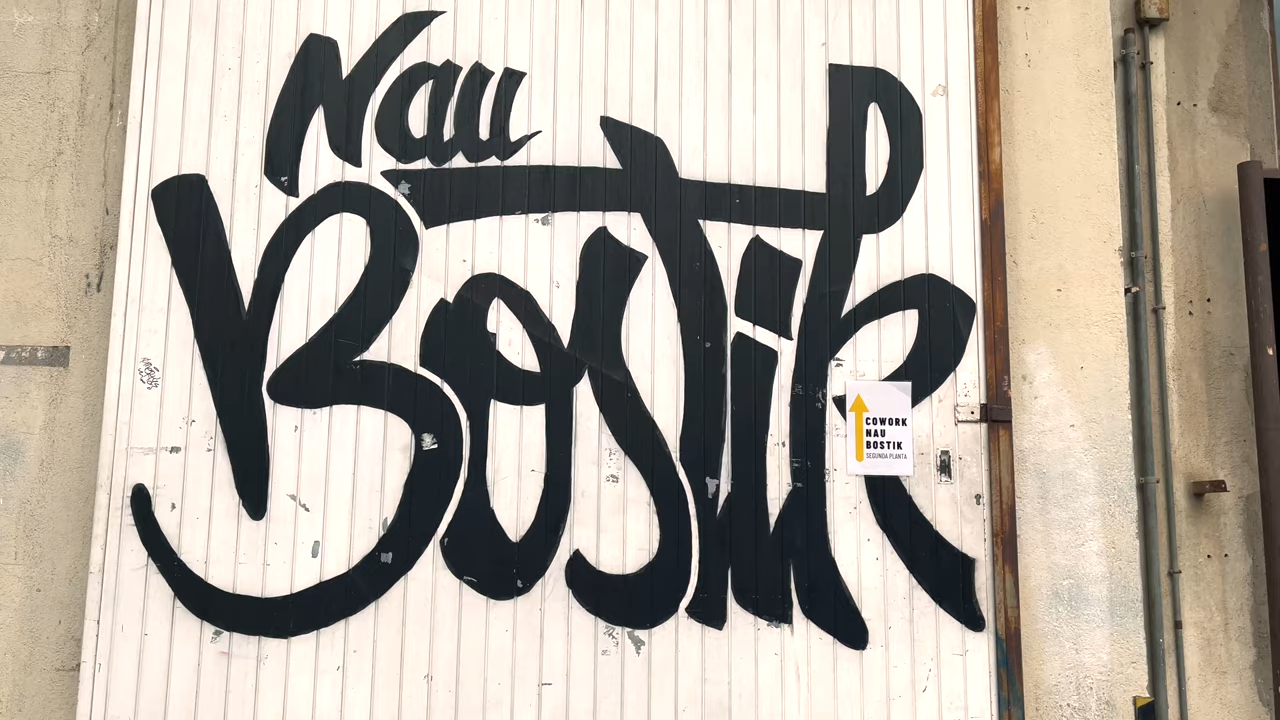 Nau
Bostik
COWORK
NAU
BOSTIK
SEGUNDA PLANTA